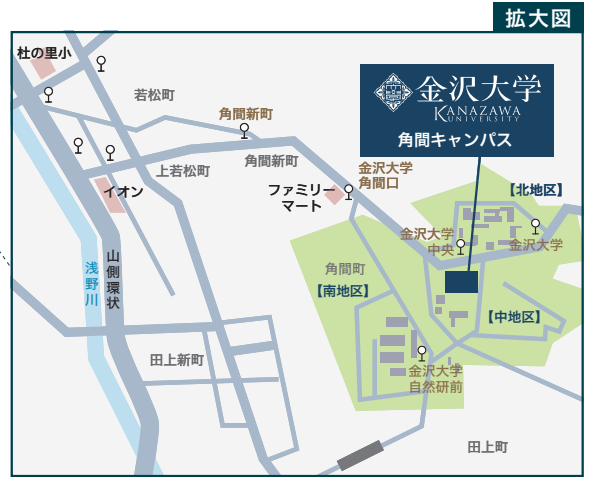 拡大図
杜の里小
若松町
角間新町
金沢大学
KANAZAWA
UNIVERSITY
角間キャンパス
上若松町
角間新町
金沢大学
角間口
イオン
ファミリー
マート
【北地区】
金沢大学
中央
金沢大学
浅野川
山側環状
角間町
【南地区】
【中地区】
田上新町
金沢大学
自然研前
田上町